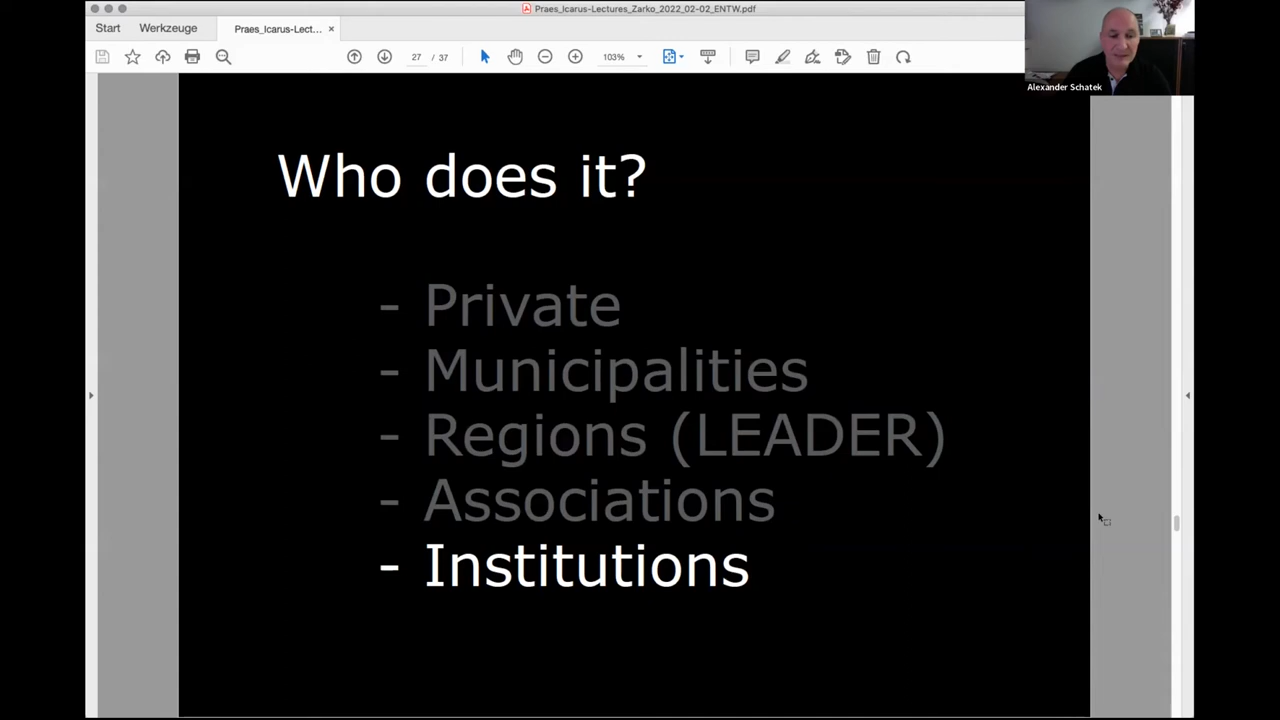 Praes_Icarus-Lectures_Zarko_2022_02-02_ENTW.pdf
Start
Werkzeuge
Praes_Icarus-Lect... ×
27 / 37
103%
Alexander Schatek
Who does it?
- Private
- Municipalities
- Regions (LEADER)
- Associations
- Institutions